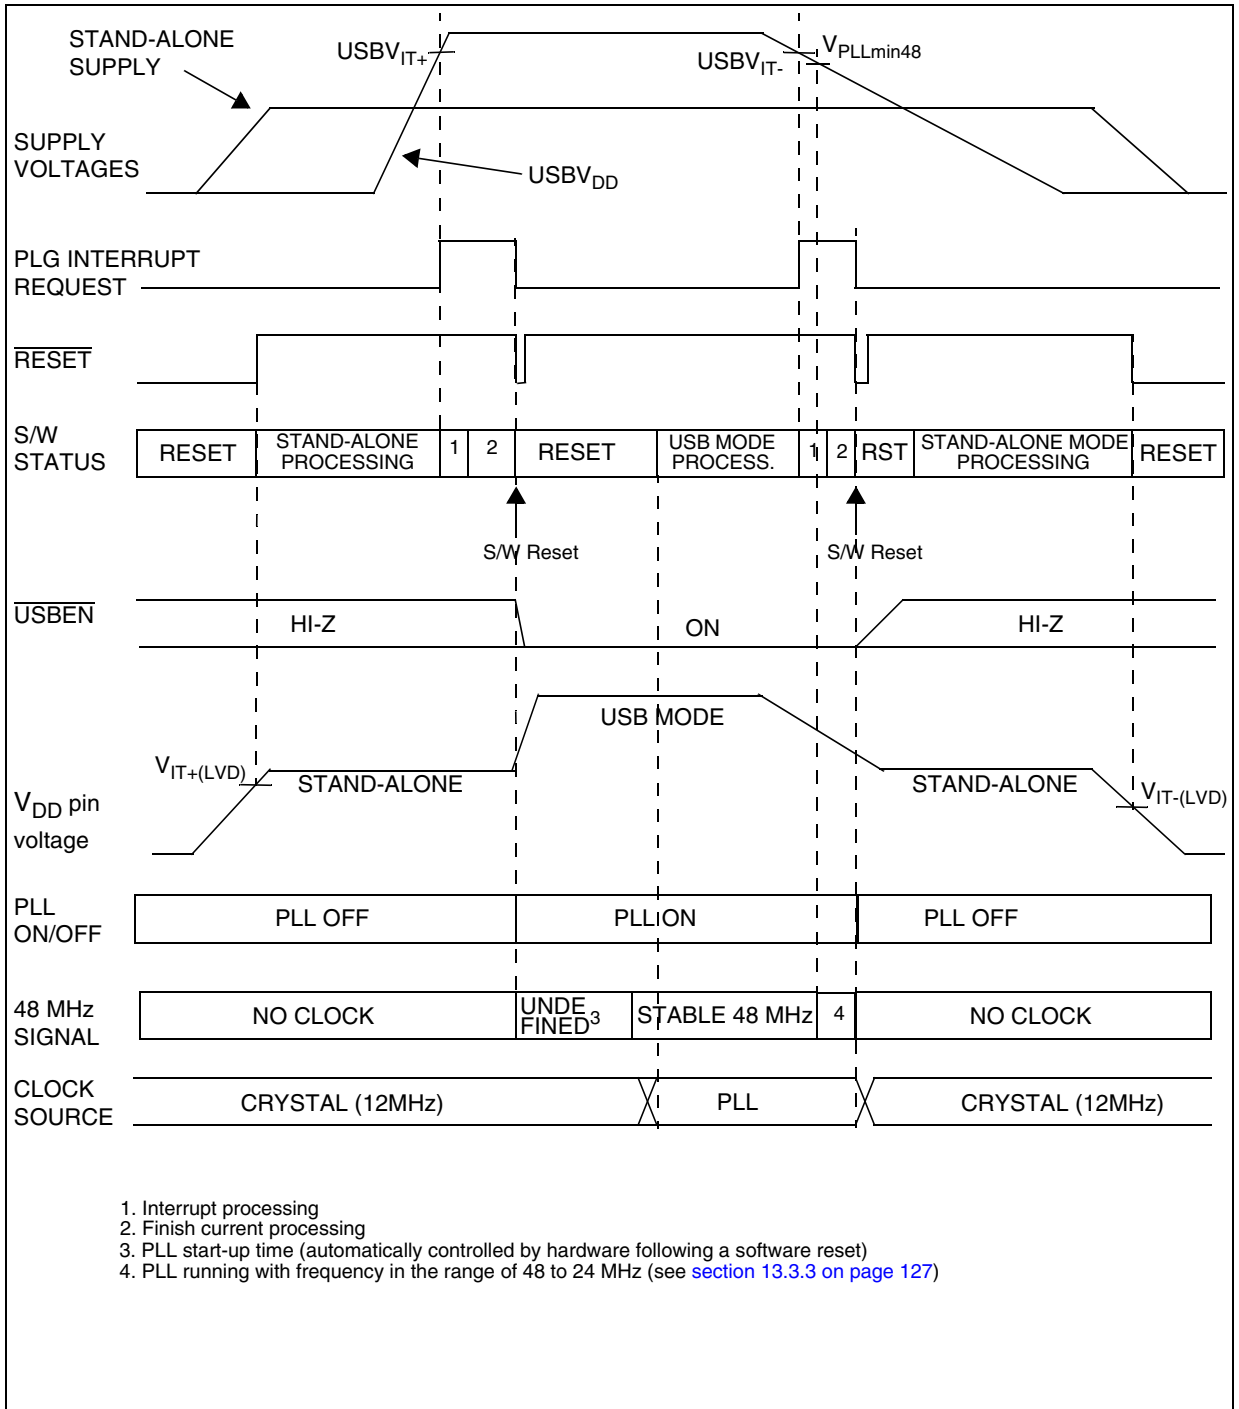 STAND-ALONE
SUPPLY
USBVIT+
USBVIT-
VPLLmin48
SUPPLY
VOLTAGES
USBVDD
PLG INTERRUPT
REQUEST
RESET
S/W
STATUS
RESET
STAND-ALONE
PROCESSING
1
2
RESET
USB MODE
PROCESS.
1
2
RST
STAND-ALONE MODE
PROCESSING
RESET
S/W Reset
S/W Reset
USBEN
HI-Z
ON
HI-Z
USB MODE
VIT+(LVD)
STAND-ALONE
STAND-ALONE
VIT-(LVD)
VDD pin
voltage
PLL
ON/OFF
PLL OFF
PLL ON
PLL OFF
48 MHz
SIGNAL
NO CLOCK
UNDE
FINED3
STABLE 48 MHz
4
NO CLOCK
CLOCK
SOURCE
CRYSTAL (12MHz)
PLL
CRYSTAL (12MHz)
1. Interrupt processing
2. Finish current processing
3. PLL start-up time (automatically controlled by hardware following a software reset)
4. PLL running with frequency in the range of 48 to 24 MHz (see section 13.3.3 on page 127)